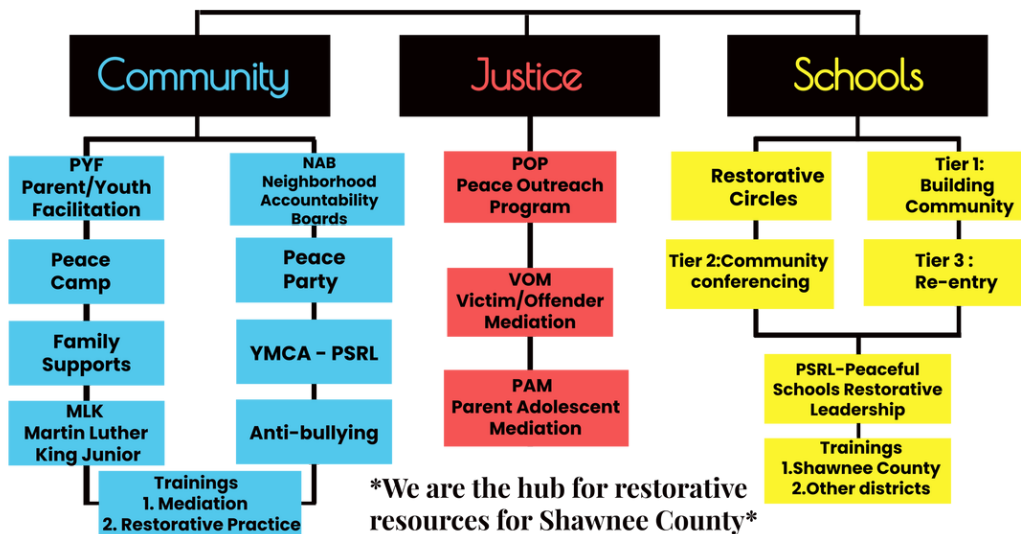 Community
Justice
Schools
PYF
Parent/Youth
Facilitation
Peace
Camp
Family
Supports
MLK
Martin Luther
King Junior
NAB
Neighborhood
Accountability
Boards
Peace
Party
YMCA - PSRL
Anti-bullying
Trainings
1. Mediation
2. Restorative Practice
POP
Peace Outreach
Program
VOM
Victim/Offender
Mediation
PAM
Parent Adolescent
Mediation
Restorative
Circles
Tier 1:
Building
Community
Tier 2:Community
conferencing
Tier 3 :
Re-entry
PSRL-Peaceful
Schools Restorative
Leadership
Trainings
1.Shawnee County
2.Other districts
*We are the hub for restorative
resources for Shawnee County*